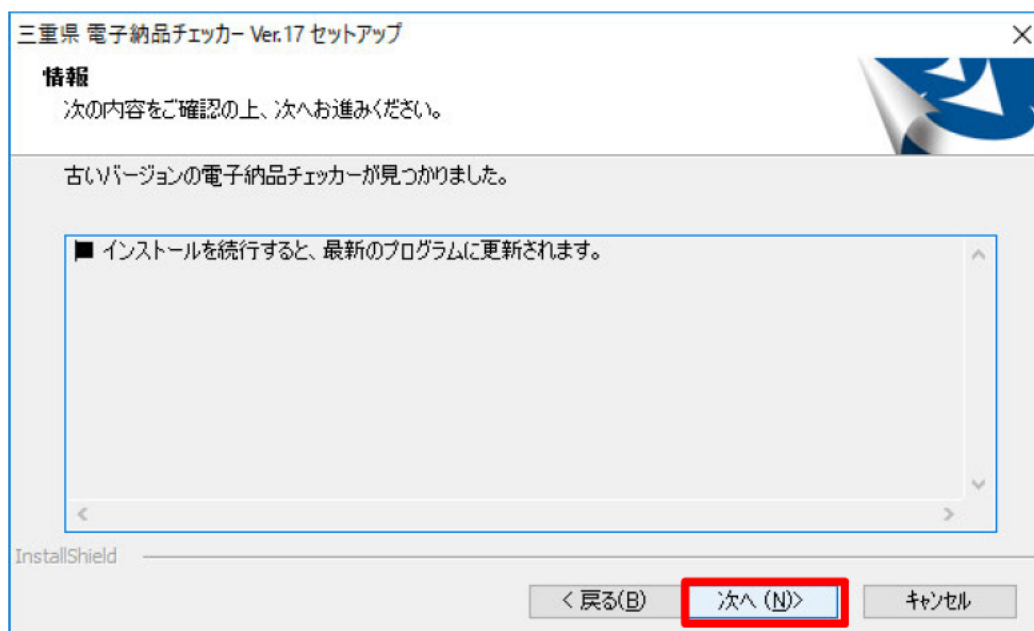 三重県 電子納品チェッカー Ver.17 セットアップ
情報
次の内容をご確認の上、次へお進みください。
古いバージョンの電子納品チェッカーが見つかりました。
■ インストールを続行すると、最新のプログラムに更新されます。
InstallShield
< 戻る(B)
次へ (N)>
キャンセル